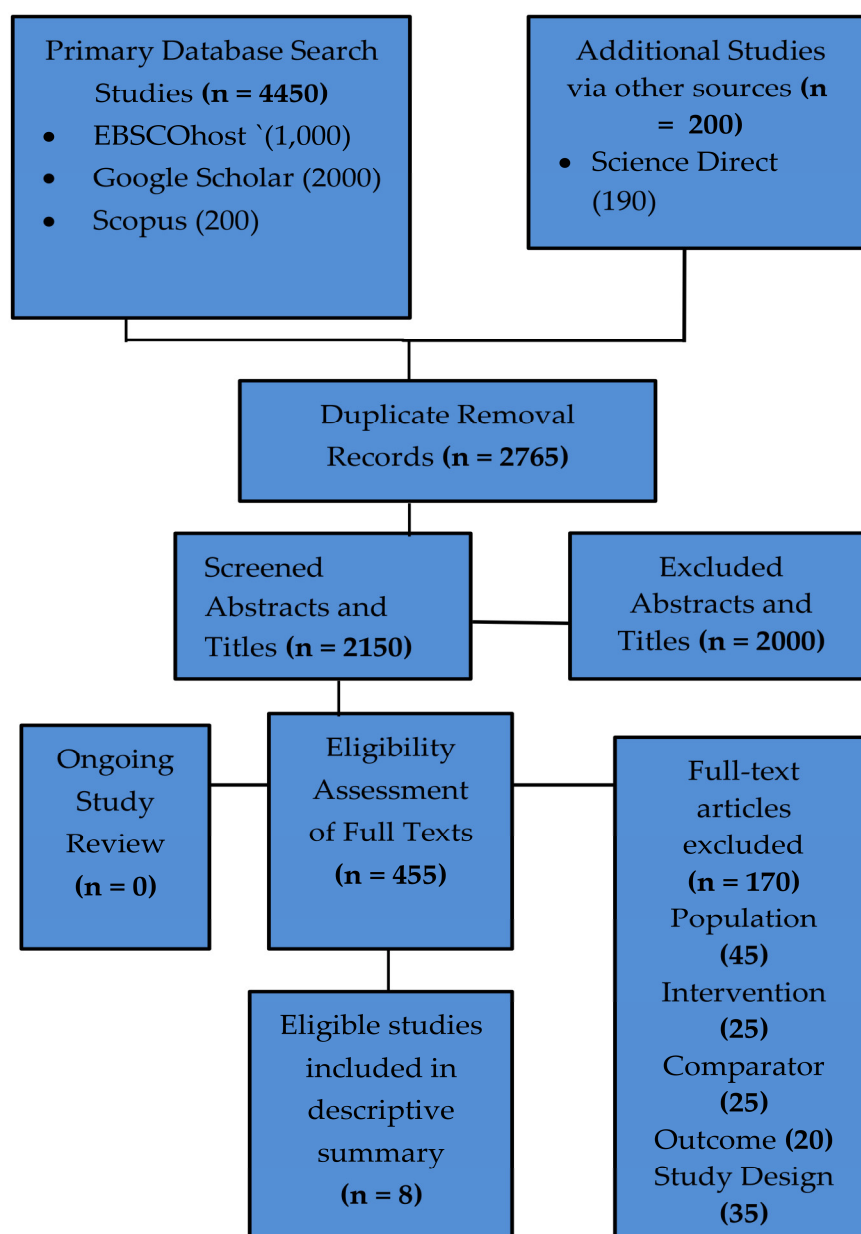 Primary Database Search
Studies (n = 4450)
• EBSCOhost `(1,000)
• Google Scholar (2000)
• Scopus (200)
Additional Studies
via other sources (n
= 200)
• Science Direct
(190)
Duplicate Removal
Records (n = 2765)
Screened
Abstracts and
Titles (n = 2150)
Excluded
Abstracts and
Titles (n = 2000)
Ongoing
Study
Review
(n = 0)
Eligibility
Assessment
of Full Texts
(n = 455)
Full-text
articles
excluded
(n = 170)
Population
(45)
Intervention
(25)
Comparator
(25)
Outcome (20)
Study Design
(35)
Eligible studies
included in
descriptive
summary
(n = 8)